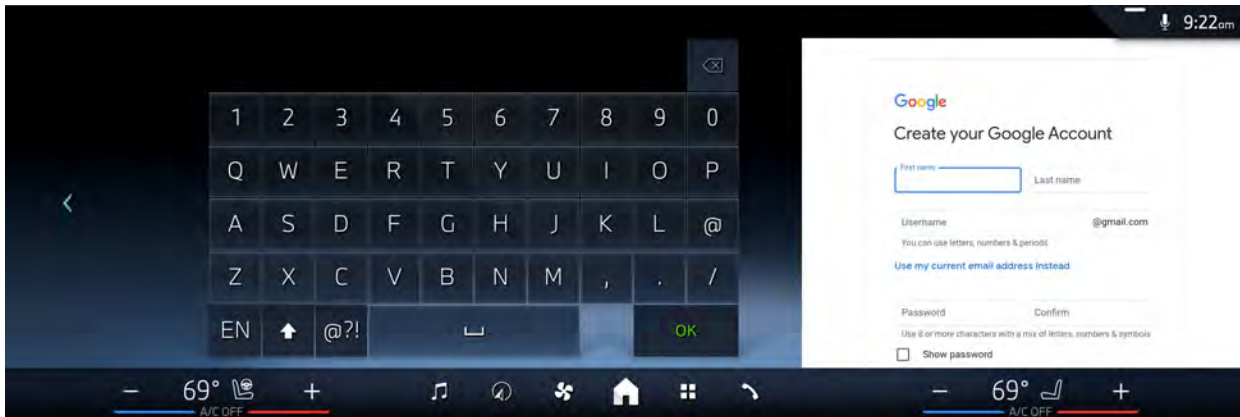 9:22am
1 2 3 4 5 6 7 8 9 0
Q W E R T Y U I O P
A S D F G H J K L @
Z X C V B N M , . /
EN @?! OK
Google
Create your Google Account
First name
Last name
Username @gmail.com
You can use letters, numbers & periods
Use my current email address instead
Password Confirm
Use 8 or more characters with a mix of letters, numbers & symbols
Show password
− 69° +
A/C OFF
− 69° +
A/C OFF